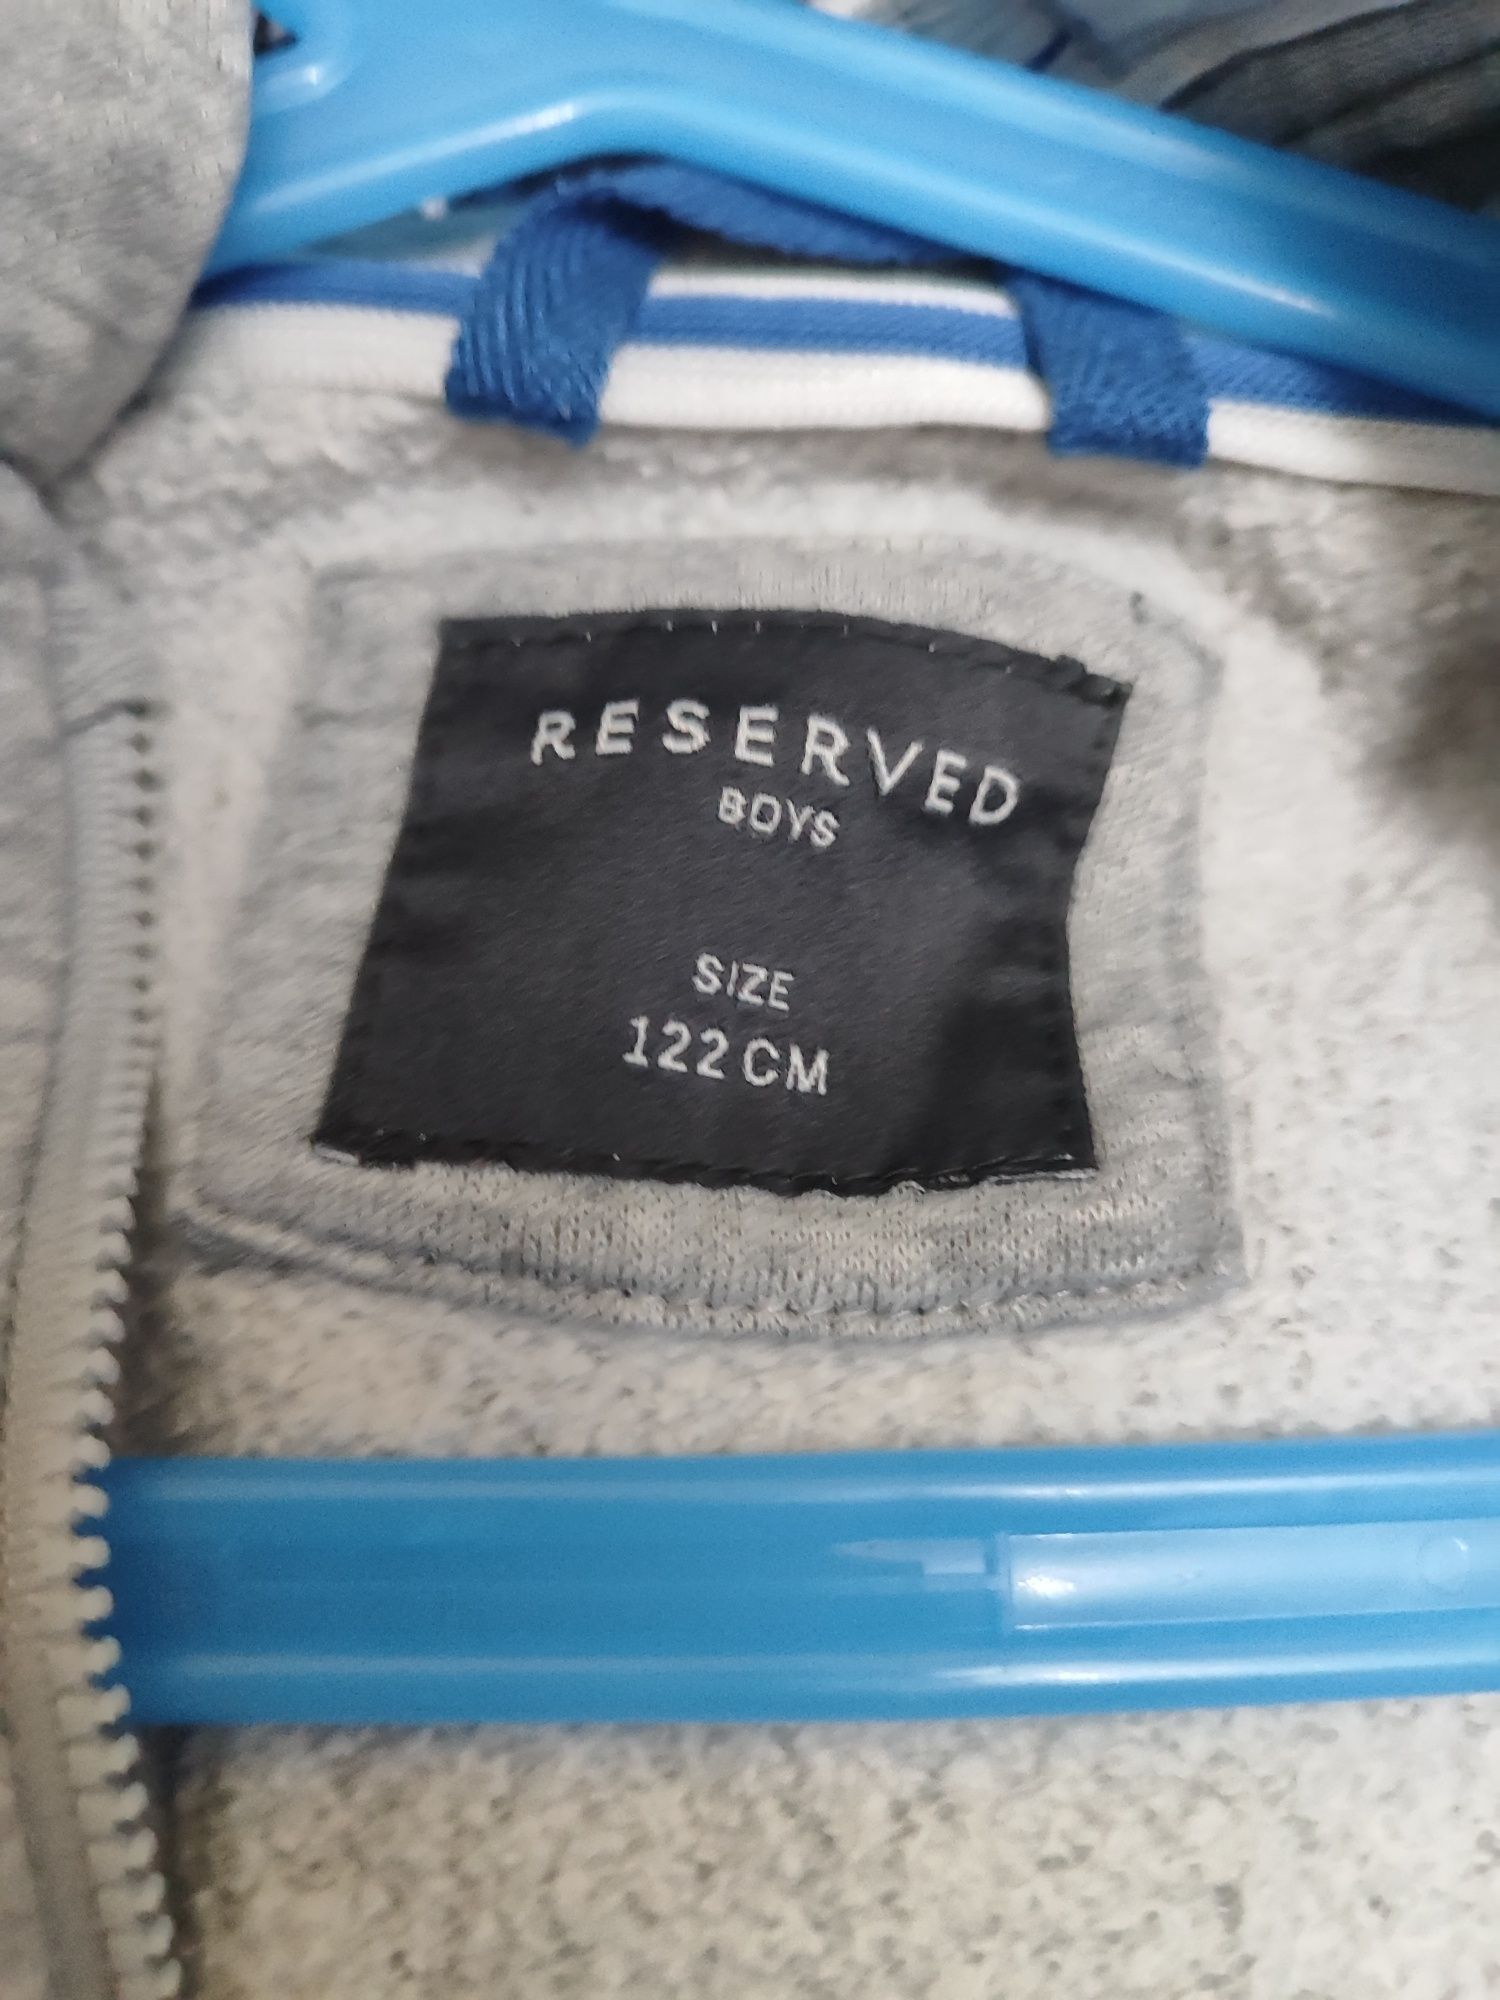 RESERVED
BOYS
SIZE
122 CM